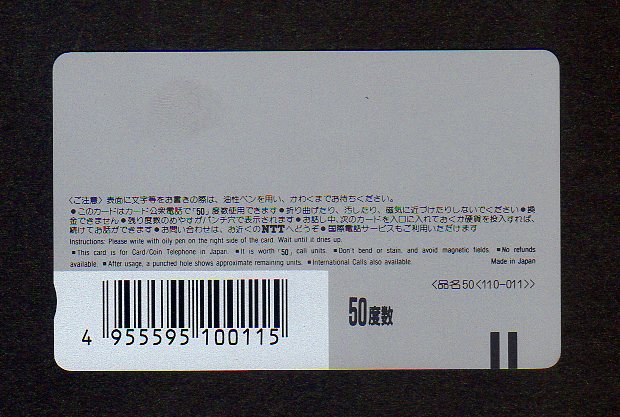 〈ご注意〉表面に文字等をお書きの際は、油性ペンを用い、かわくまでお待ちください。
●このカードはカード公衆電話で「50」度数使用できます●折り曲げたり、汚したり、磁気に近づけたりしないでください●換
金できません●残り度数のめやすがパンチ穴で表示されます●お話し中、次のカードを入口に入れておくか硬貨を投入すれば、
続けてお話ができます●お問い合わせは、お近くのNTTへどうぞ●国際電話サービスもご利用いただけます
Instructions: Please write with oily pen on the right side of the card. Wait until it dries up.
■This card is for Card/Coin Telephone in Japan. ■It is worth「50」call units. ■Don't bend or stain, and avoid magnetic fields. ■No refunds
available. ■After usage, a punched hole shows approximate remaining units. ■International Calls also available. Made in Japan
〈品名50〈110-011〉〉
50度数
4 955595 100115